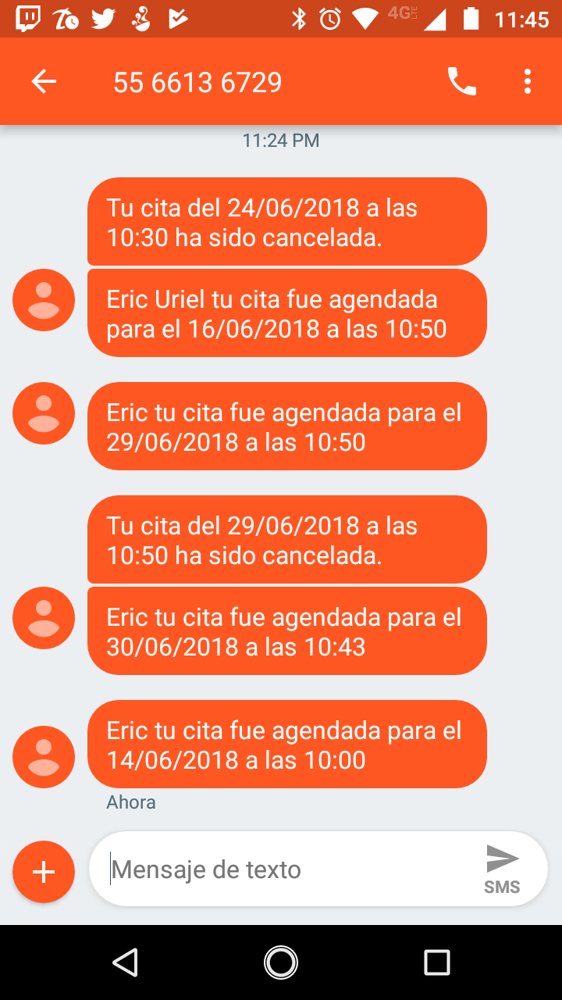 4G LTE 11:45
55 6613 6729
11:24 PM
Tu cita del 24/06/2018 a las
10:30 ha sido cancelada.
Eric Uriel tu cita fue agendada
para el 16/06/2018 a las 10:50
Eric tu cita fue agendada para el
29/06/2018 a las 10:50
Tu cita del 29/06/2018 a las
10:50 ha sido cancelada.
Eric tu cita fue agendada para el
30/06/2018 a las 10:43
Eric tu cita fue agendada para el
14/06/2018 a las 10:00
Ahora
Mensaje de texto
SMS